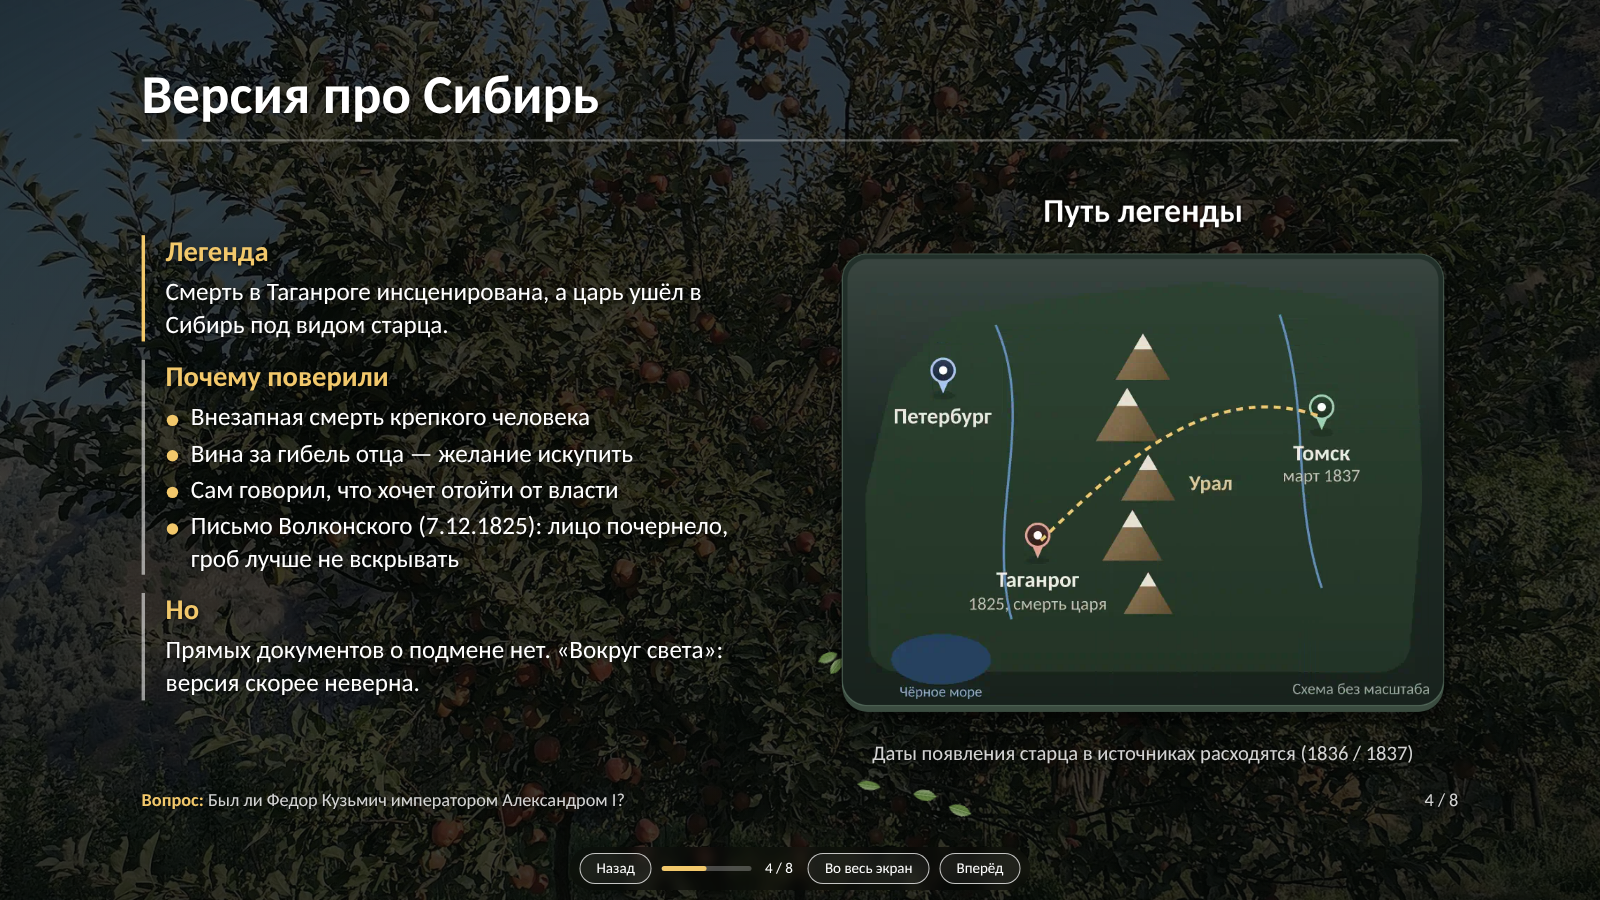 Версия про Сибирь
Легенда
Смерть в Таганроге инсценирована, а царь ушёл в
Сибирь под видом старца.
Почему поверили
Внезапная смерть крепкого человека
Вина за гибель отца — желание искупить
Сам говорил, что хочет отойти от власти
Письмо Волконского (7.12.1825): лицо почернело,
гроб лучше не вскрывать
Но
Прямых документов о подмене нет. «Вокруг света»:
версия скорее неверна.
Путь легенды
Петербург
Томск
март 1837
Урал
Таганрог
1825, смерть царя
Чёрное море
Схема без масштаба
Даты появления старца в источниках расходятся (1836 / 1837)
Вопрос: Был ли Федор Кузьмич императором Александром I?
4 / 8
Назад
4 / 8
Во весь экран
Вперёд